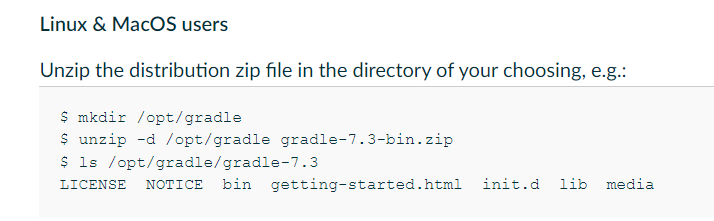 Linux & MacOS users
Unzip the distribution zip file in the directory of your choosing, e.g.:
$ mkdir /opt/gradle
$ unzip -d /opt/gradle gradle-7.3-bin.zip
$ ls /opt/gradle/gradle-7.3
LICENSE  NOTICE  bin  getting-started.html  init.d  lib  media